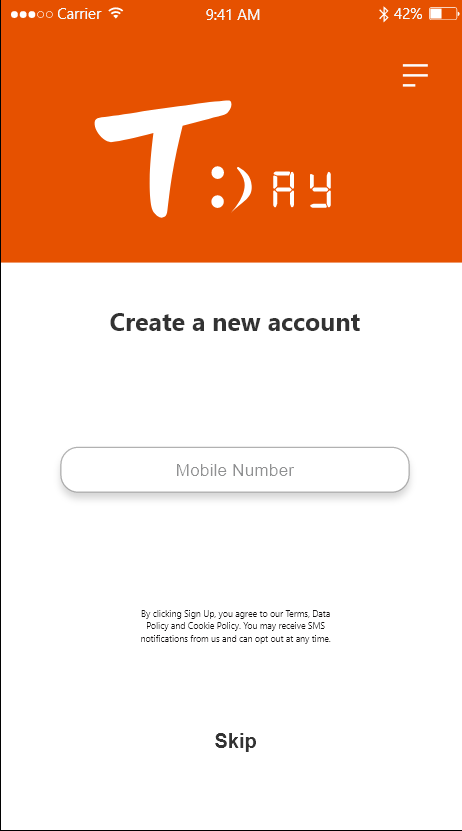 Carrier 9:41 AM 42%
T:) AY
Create a new account
Mobile Number
By clicking Sign Up, you agree to our Terms, Data
Policy and Cookie Policy. You may receive SMS
notifications from us and can opt out at any time.
Skip